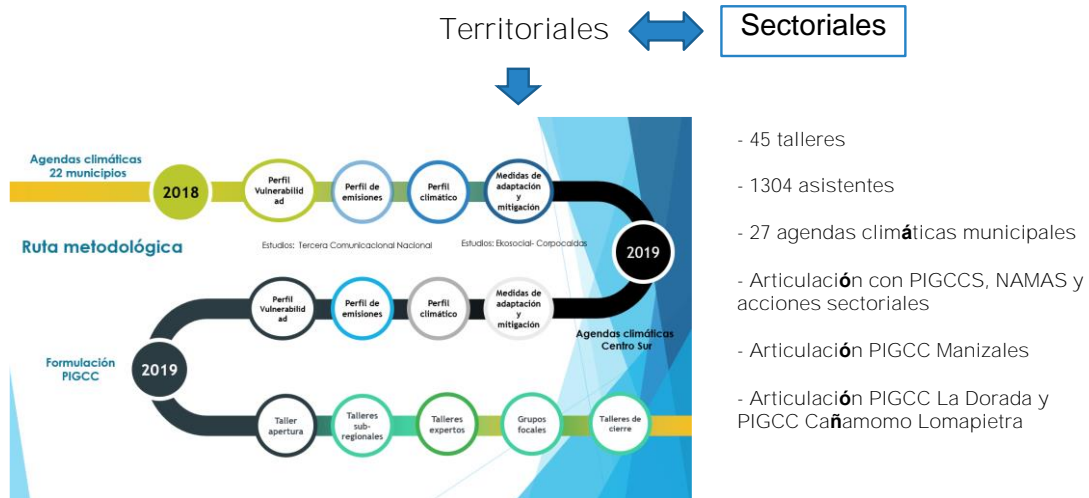 Territoriales
Sectoriales
Agendas climáticas
22 municipios
2018
Perfil
Vulnerabilid
ad
Perfil de
emisiones
Perfil
climático
Medidas de
adaptación
y
mitigación
Ruta metodológica
Estudios: Tercera Comunicacional Nacional
Estudios: Ekosocial- Corpocaldas
2019
Perfil
Vulnerabilid
ad
Perfil de
emisiones
Perfil
climático
Medidas de
adaptación
y
mitigación
Agendas climáticas
Centro Sur
Formulación
PIGCC
2019
Taller
apertura
Talleres
sub-
regionales
Talleres
expertos
Grupos
focales
Talleres de
cierre
- 45 talleres
- 1304 asistentes
- 27 agendas climáticas municipales
- Articulación con PIGCCS, NAMAS y
acciones sectoriales
- Articulación PIGCC Manizales
- Articulación PIGCC La Dorada y
PIGCC Cañamomo Lomapietra